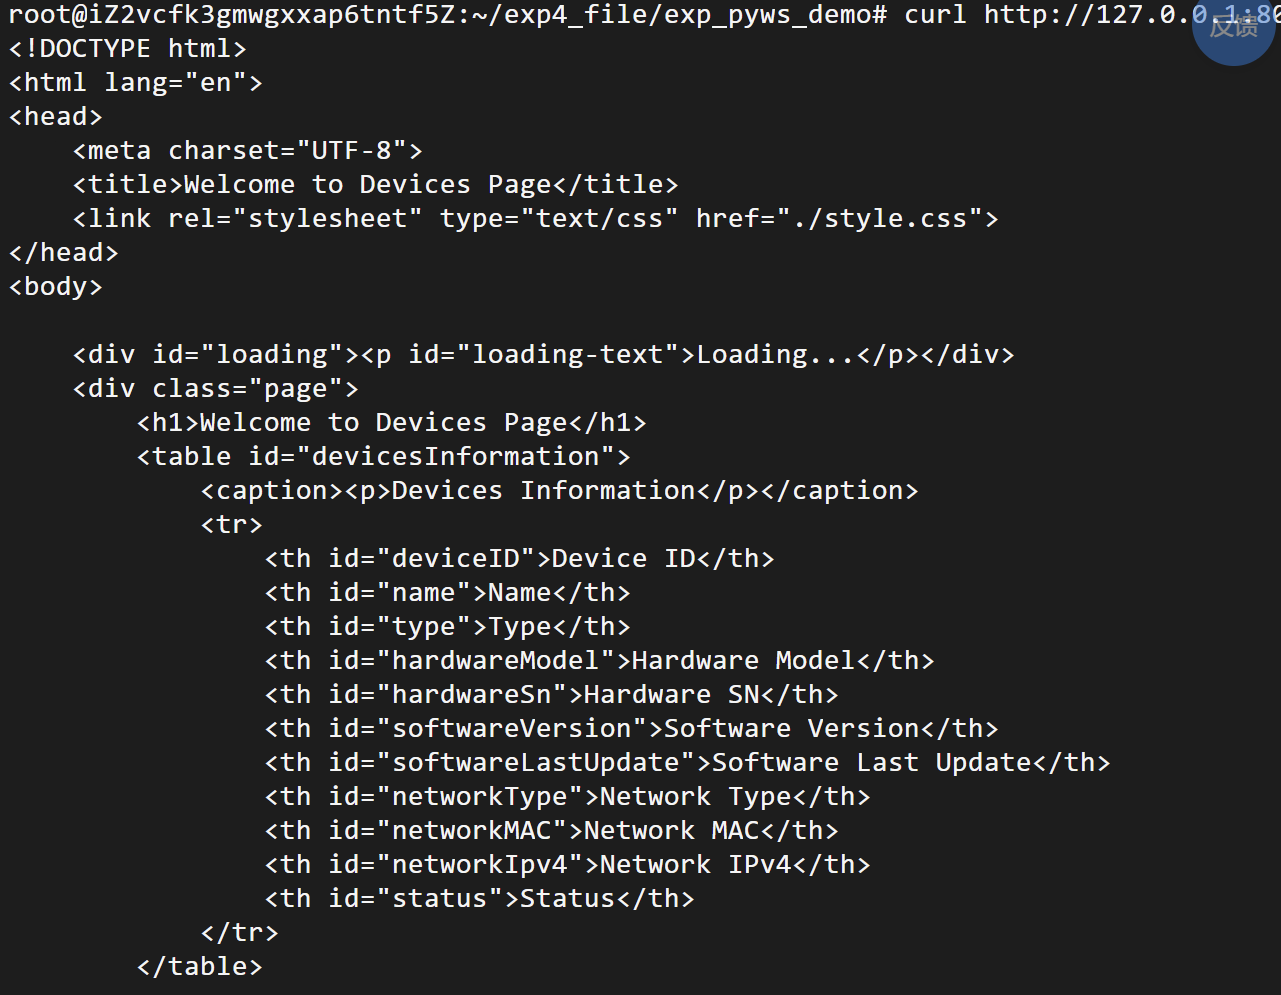 root@iZ2vcfk3gmwgxxap6tntf5Z:~/exp4_file/exp_pyws_demo# curl http://127.0.0.1:80
反馈
<!DOCTYPE html>
<html lang="en">
<head>
    <meta charset="UTF-8">
    <title>Welcome to Devices Page</title>
    <link rel="stylesheet" type="text/css" href="./style.css">
</head>
<body>

    <div id="loading"><p id="loading-text">Loading...</p></div>
    <div class="page">
        <h1>Welcome to Devices Page</h1>
        <table id="devicesInformation">
            <caption><p>Devices Information</p></caption>
            <tr>
                <th id="deviceID">Device ID</th>
                <th id="name">Name</th>
                <th id="type">Type</th>
                <th id="hardwareModel">Hardware Model</th>
                <th id="hardwareSn">Hardware SN</th>
                <th id="softwareVersion">Software Version</th>
                <th id="softwareLastUpdate">Software Last Update</th>
                <th id="networkType">Network Type</th>
                <th id="networkMAC">Network MAC</th>
                <th id="networkIpv4">Network IPv4</th>
                <th id="status">Status</th>
            </tr>
        </table>